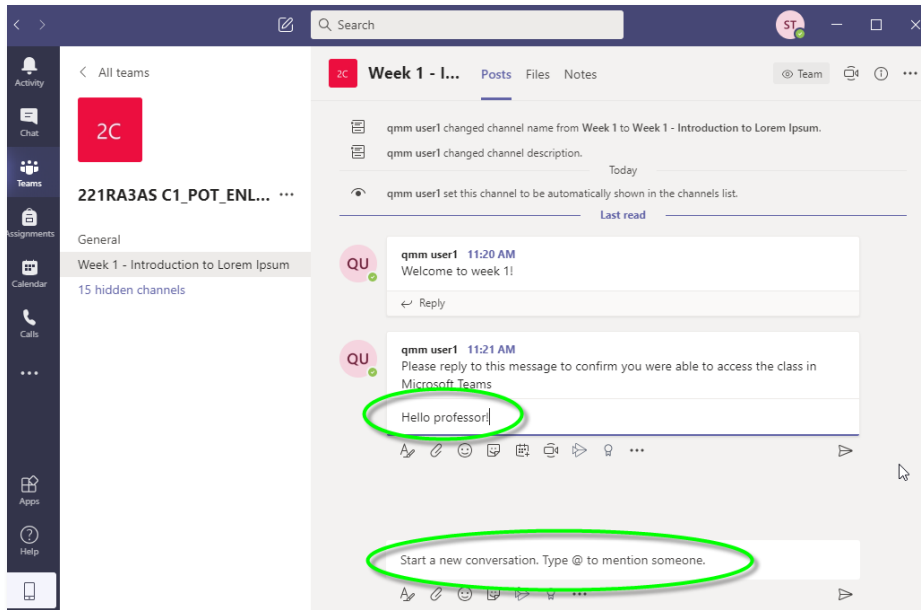 Search
ST
Activity
Chat
Teams
Assignments
Calendar
Calls
Apps
Help
All teams
2C
221RA3AS C1_POT_ENL... ...
General
Week 1 - Introduction to Lorem Ipsum
15 hidden channels
2C Week 1 - I... Posts Files Notes Team
qmm user1 changed channel name from Week 1 to Week 1 - Introduction to Lorem Ipsum.
qmm user1 changed channel description.
Today
qmm user1 set this channel to be automatically shown in the channels list.
Last read
QU
qmm user1 11:20 AM
Welcome to week 1!
Reply
QU
qmm user1 11:21 AM
Please reply to this message to confirm you were able to access the class in
Microsoft Teams
Hello professor!
Start a new conversation. Type @ to mention someone.